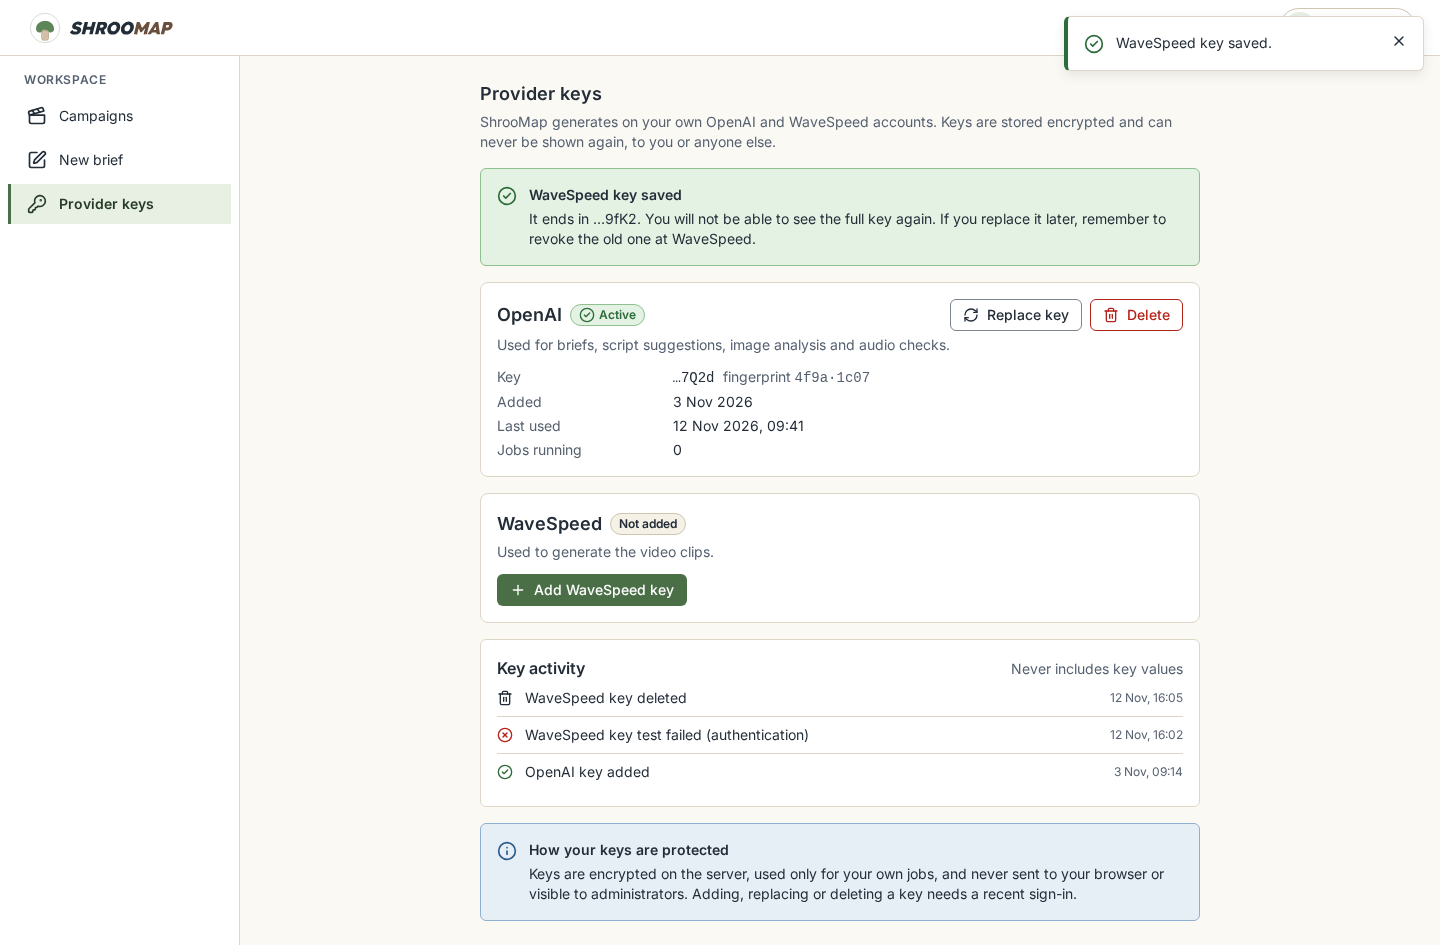 SHROOMAP
WaveSpeed key saved.
WORKSPACE
Campaigns
New brief
Provider keys
Provider keys
ShrooMap generates on your own OpenAI and WaveSpeed accounts. Keys are stored encrypted and can
never be shown again, to you or anyone else.
WaveSpeed key saved
It ends in …9fK2. You will not be able to see the full key again. If you replace it later, remember to
revoke the old one at WaveSpeed.
OpenAI Active Replace key Delete
Used for briefs, script suggestions, image analysis and audio checks.
Key …7Q2d fingerprint 4f9a·1c07
Added 3 Nov 2026
Last used 12 Nov 2026, 09:41
Jobs running 0
WaveSpeed Not added
Used to generate the video clips.
Add WaveSpeed key
Key activity Never includes key values
WaveSpeed key deleted 12 Nov, 16:05
WaveSpeed key test failed (authentication) 12 Nov, 16:02
OpenAI key added 3 Nov, 09:14
How your keys are protected
Keys are encrypted on the server, used only for your own jobs, and never sent to your browser or
visible to administrators. Adding, replacing or deleting a key needs a recent sign-in.